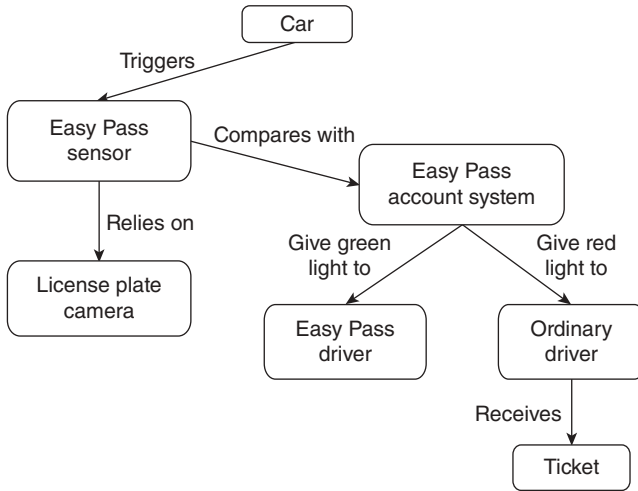 Car
Triggers
Easy Pass
sensor
Compares with
Easy Pass
account system
Relies on
Give green
light to
Give red
light to
License plate
camera
Easy Pass
driver
Ordinary
driver
Receives
Ticket